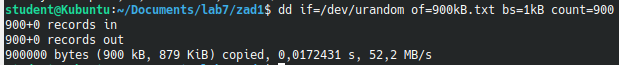 student@Kubuntu:~/Documents/lab7/zad1$ dd if=/dev/urandom of=900kB.txt bs=1kB count=900
900+0 records in
900+0 records out
900000 bytes (900 kB, 879 KiB) copied, 0,0172431 s, 52,2 MB/s